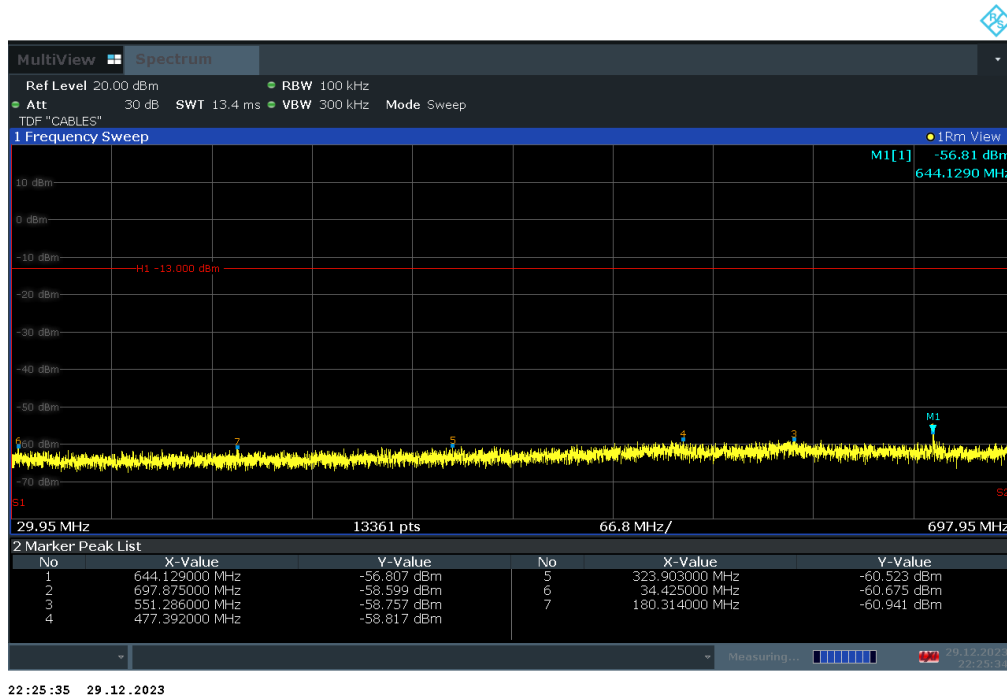 MultiView Spectrum
Ref Level 20.00 dBm RBW 100 kHz
Att 30 dB SWT 13.4 ms VBW 300 kHz Mode Sweep
TDF "CABLES"
1 Frequency Sweep 1Rm View
M1[1] -56.81 dBm
644.1290 MHz
10 dBm
0 dBm
-10 dBm
H1 -13.000 dBm
-20 dBm
-30 dBm
-40 dBm
-50 dBm
M1
6 7 5 4 3
-60 dBm
-70 dBm
S1
29.95 MHz 13361 pts 66.8 MHz/ 697.95 MHz
2 Marker Peak List
No X-Value Y-Value No X-Value Y-Value
1 644.129000 MHz -56.807 dBm 5 323.903000 MHz -60.523 dBm
2 697.875000 MHz -58.599 dBm 6 34.425000 MHz -60.675 dBm
3 551.286000 MHz -58.757 dBm 7 180.314000 MHz -60.941 dBm
4 477.392000 MHz -58.817 dBm
Measuring... 29.12.2023
22:25:34
22:25:35 29.12.2023